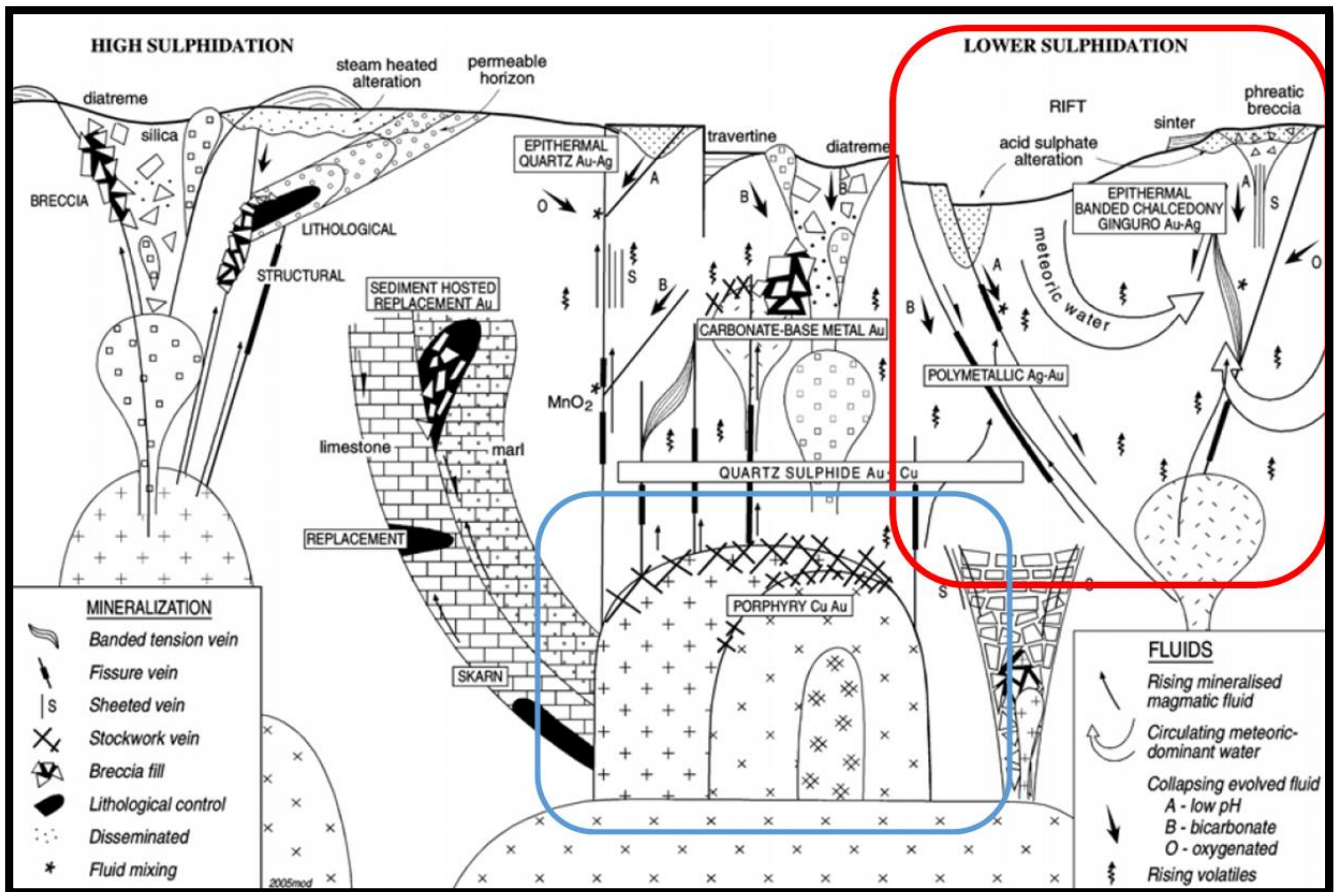 HIGH SULPHIDATION
LOWER SULPHIDATION
steam heated
alteration
permeable
horizon
diatreme
silica
BRECCIA
LITHOLOGICAL
STRUCTURAL
EPITHERMAL
QUARTZ Au-Ag
travertine
diatreme
RIFT
acid sulphate
alteration
sinter
phreatic
breccia
EPITHERMAL
BANDED CHALCEDONY
GINGURO Au-Ag
meteoric water
A
O
B
B
S
B
A
B
A
S
O
SEDIMENT HOSTED
REPLACEMENT Au
CARBONATE-BASE METAL Au
POLYMETALLIC Ag-Au
MnO2
limestone
marl
QUARTZ SULPHIDE Au - Cu
REPLACEMENT
PORPHYRY Cu Au
SKARN
S
S
MINERALIZATION
Banded tension vein
Fissure vein
S Sheeted vein
Stockwork vein
Breccia fill
Lithological control
Disseminated
* Fluid mixing
2005mod
FLUIDS
Rising mineralised
magmatic fluid
Circulating meteoric-
dominant water
Collapsing evolved fluid
A - low pH
B - bicarbonate
O - oxygenated
Rising volatiles